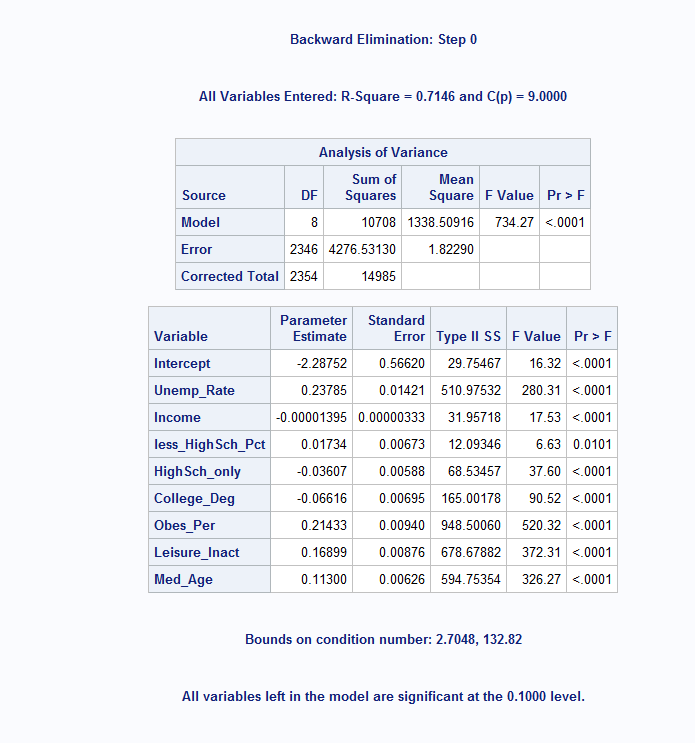 Backward Elimination: Step 0
All Variables Entered: R-Square = 0.7146 and C(p) = 9.0000
Analysis of Variance
Source DF Sum of Squares Mean Square F Value Pr > F
Model 8 10708 1338.50916 734.27 <.0001
Error 2346 4276.53130 1.82290
Corrected Total 2354 14985
Variable Parameter Estimate Standard Error Type II SS F Value Pr > F
Intercept -2.28752 0.56620 29.75467 16.32 <.0001
Unemp_Rate 0.23785 0.01421 510.97532 280.31 <.0001
Income -0.00001395 0.00000333 31.95718 17.53 <.0001
less_HighSch_Pct 0.01734 0.00673 12.09346 6.63 0.0101
HighSch_only -0.03607 0.00588 68.53457 37.60 <.0001
College_Deg -0.06616 0.00695 165.00178 90.52 <.0001
Obes_Per 0.21433 0.00940 948.50060 520.32 <.0001
Leisure_Inact 0.16899 0.00876 678.67882 372.31 <.0001
Med_Age 0.11300 0.00626 594.75354 326.27 <.0001
Bounds on condition number: 2.7048, 132.82
All variables left in the model are significant at the 0.1000 level.